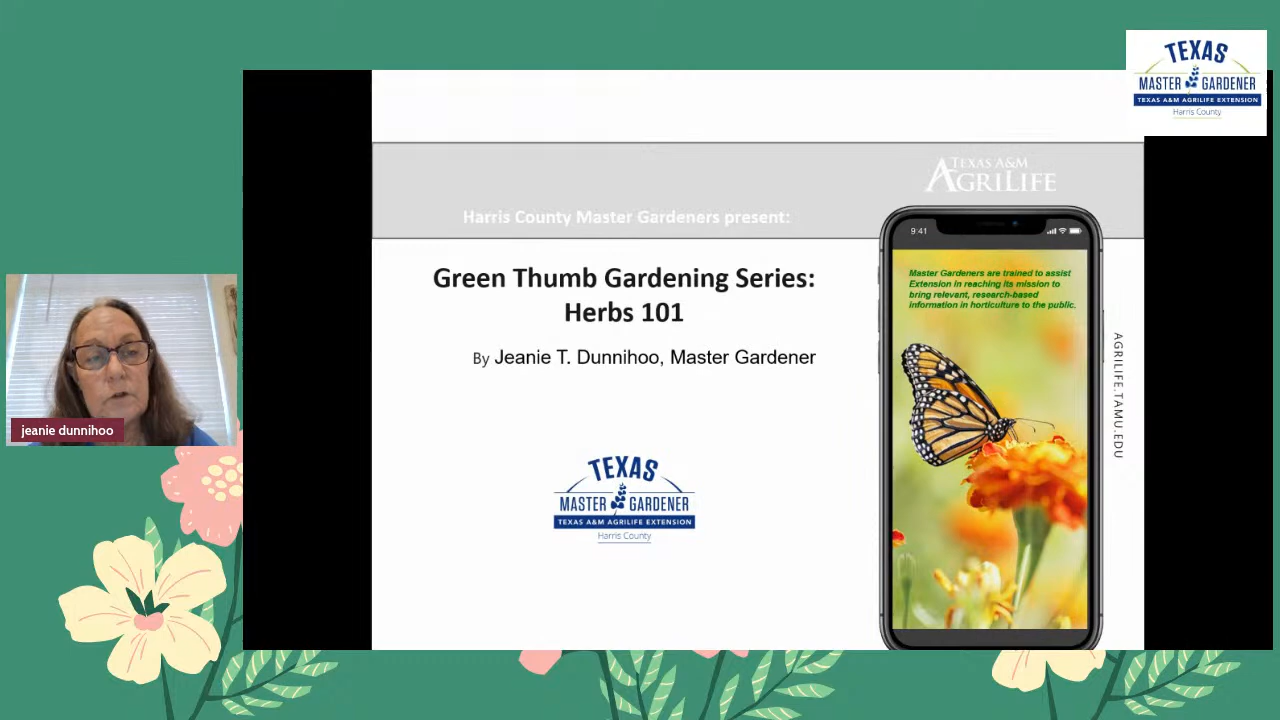 TEXAS
MASTER GARDENER
TEXAS A&M AGRILIFE EXTENSION
Harris County
TEXAS A&M
AGRILIFE
Harris County Master Gardeners present:
9:41
Master Gardeners are trained to assist
Extension in reaching its mission to
bring relevant, research-based
information in horticulture to the public.
Green Thumb Gardening Series:
Herbs 101
By Jeanie T. Dunnihoo, Master Gardener
AGRILIFE.TAMU.EDU
jeanie dunnihoo
TEXAS
MASTER GARDENER
TEXAS A&M AGRILIFE EXTENSION
Harris County